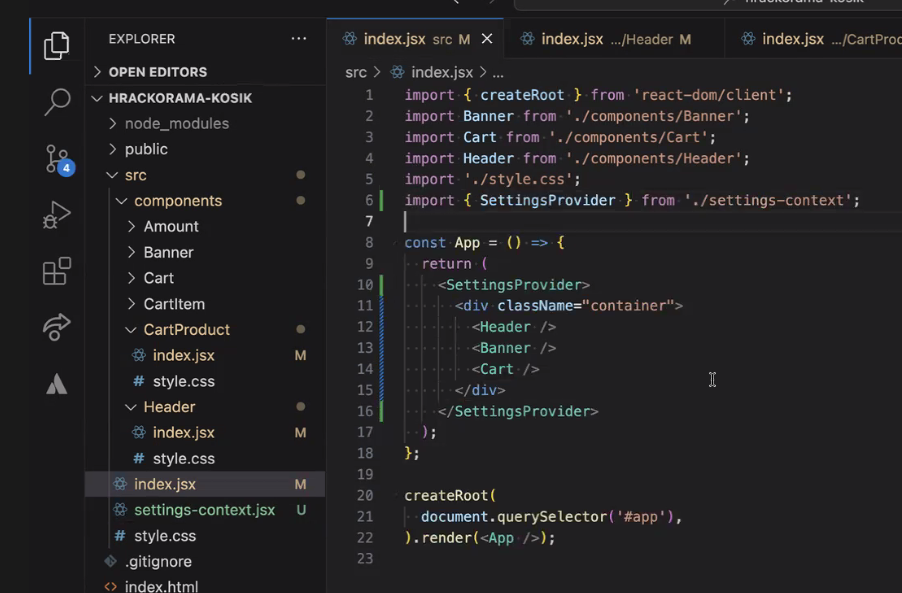 EXPLORER
OPEN EDITORS
HRACKORAMA-KOSIK
node_modules
public
src
components
Amount
Banner
Cart
CartItem
CartProduct
index.jsx M
# style.css
Header
index.jsx M
# style.css
index.jsx M
settings-context.jsx U
# style.css
.gitignore
<> index.html
4
index.jsx src M
index.jsx .../Header M
index.jsx .../CartProd
src > index.jsx > ...
1 import { createRoot } from 'react-dom/client';
2 import Banner from './components/Banner';
3 import Cart from './components/Cart';
4 import Header from './components/Header';
5 import './style.css';
6 import { SettingsProvider } from './settings-context';
7
8 const App = () => {
9 return (
10 <SettingsProvider>
11 <div className="container">
12 <Header />
13 <Banner />
14 <Cart />
15 </div>
16 </SettingsProvider>
17 );
18 };
19
20 createRoot(
21 document.querySelector('#app'),
22 ).render(<App />);
23